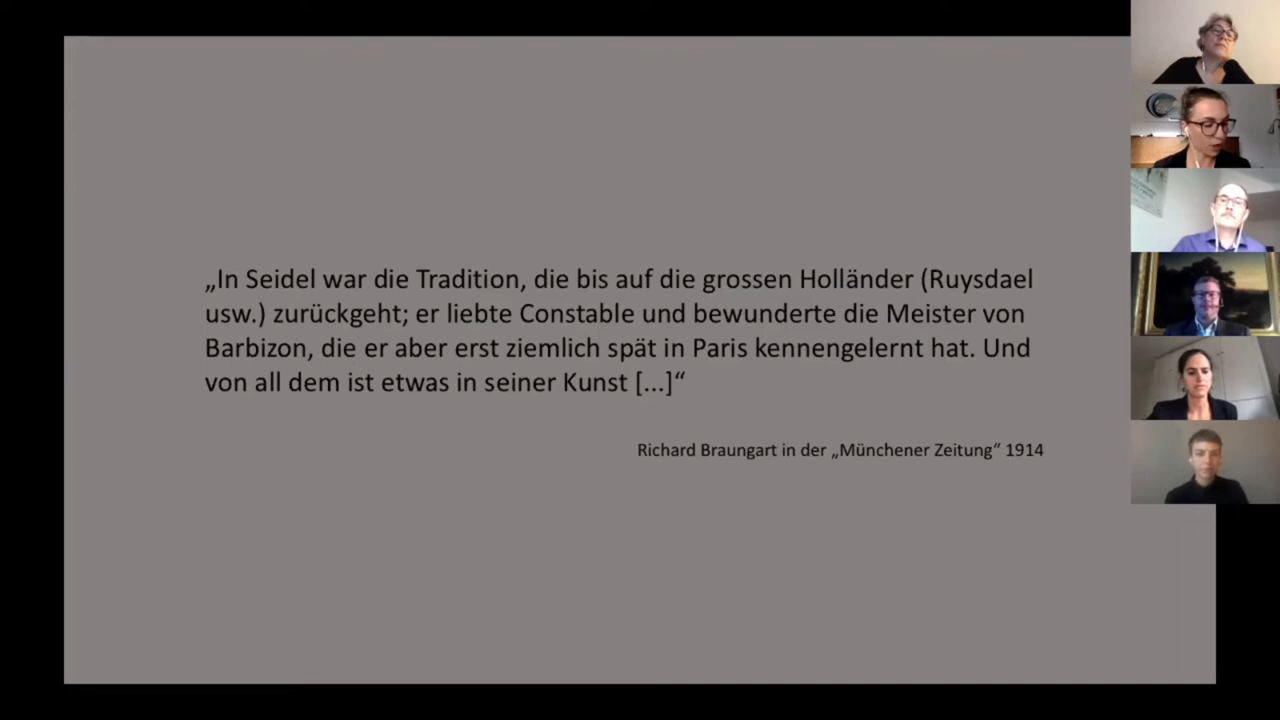 „In Seidel war die Tradition, die bis auf die grossen Holländer (Ruysdael
usw.) zurückgeht; er liebte Constable und bewunderte die Meister von
Barbizon, die er aber erst ziemlich spät in Paris kennengelernt hat. Und
von all dem ist etwas in seiner Kunst [...]“
Richard Braungart in der „Münchener Zeitung“ 1914